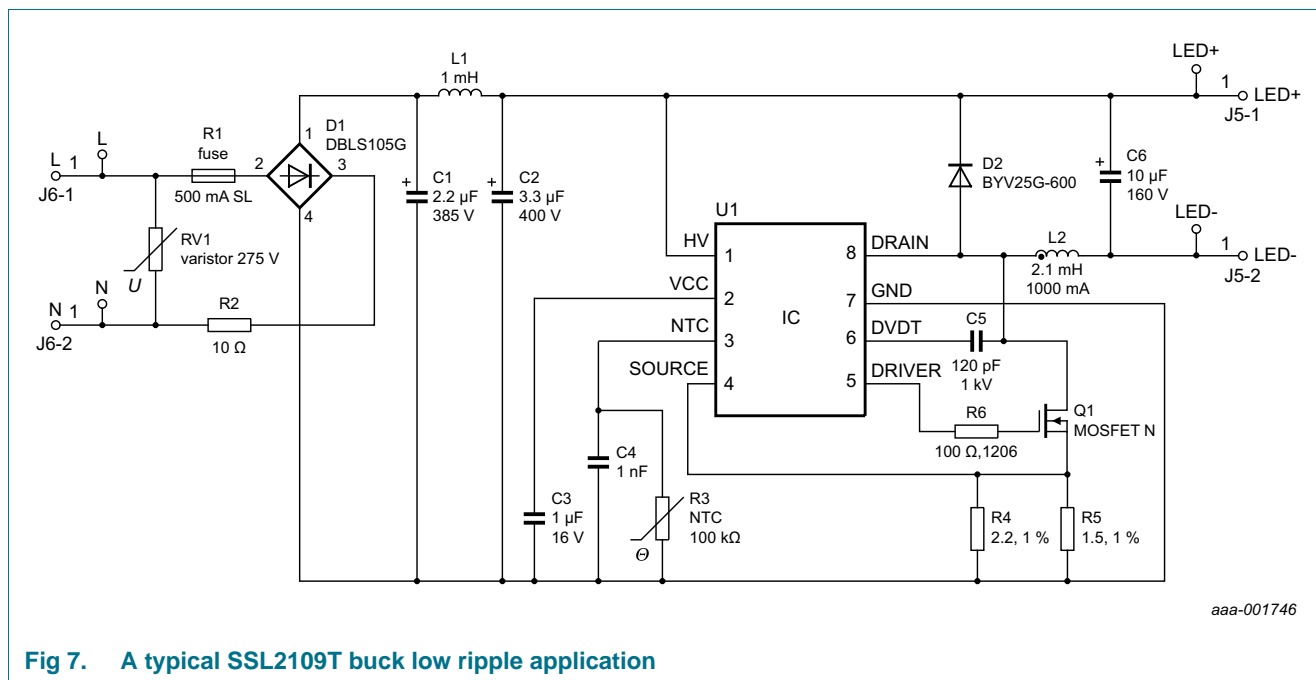 L1
1 mH
LED+
1
LED+
J5-1
R1
fuse
500 mA SL
D1
DBLS105G
1
2
3
4
L
L 1
J6-1
C1
2.2 µF
385 V
C2
3.3 µF
400 V
D2
BYV25G-600
C6
10 µF
160 V
LED-
1
LED-
J5-2
RV1
varistor 275 V
U
N
N 1
J6-2
R2
10 Ω
U1
IC
HV
1
VCC
2
NTC
3
SOURCE
4
8
DRAIN
7
GND
6
DVDT
5
DRIVER
L2
2.1 mH
1000 mA
C5
120 pF
1 kV
R6
100 Ω,1206
Q1
MOSFET N
C4
1 nF
C3
1 µF
16 V
R3
NTC
100 kΩ
Θ
R4
2.2, 1 %
R5
1.5, 1 %
aaa-001746
Fig 7. A typical SSL2109T buck low ripple application